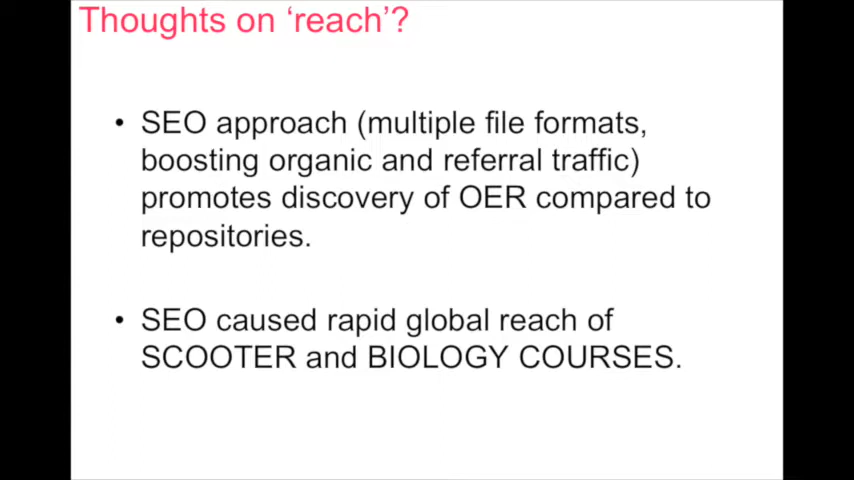 Thoughts on ‘reach’?
• SEO approach (multiple file formats,
boosting organic and referral traffic)
promotes discovery of OER compared to
repositories.
• SEO caused rapid global reach of
SCOOTER and BIOLOGY COURSES.